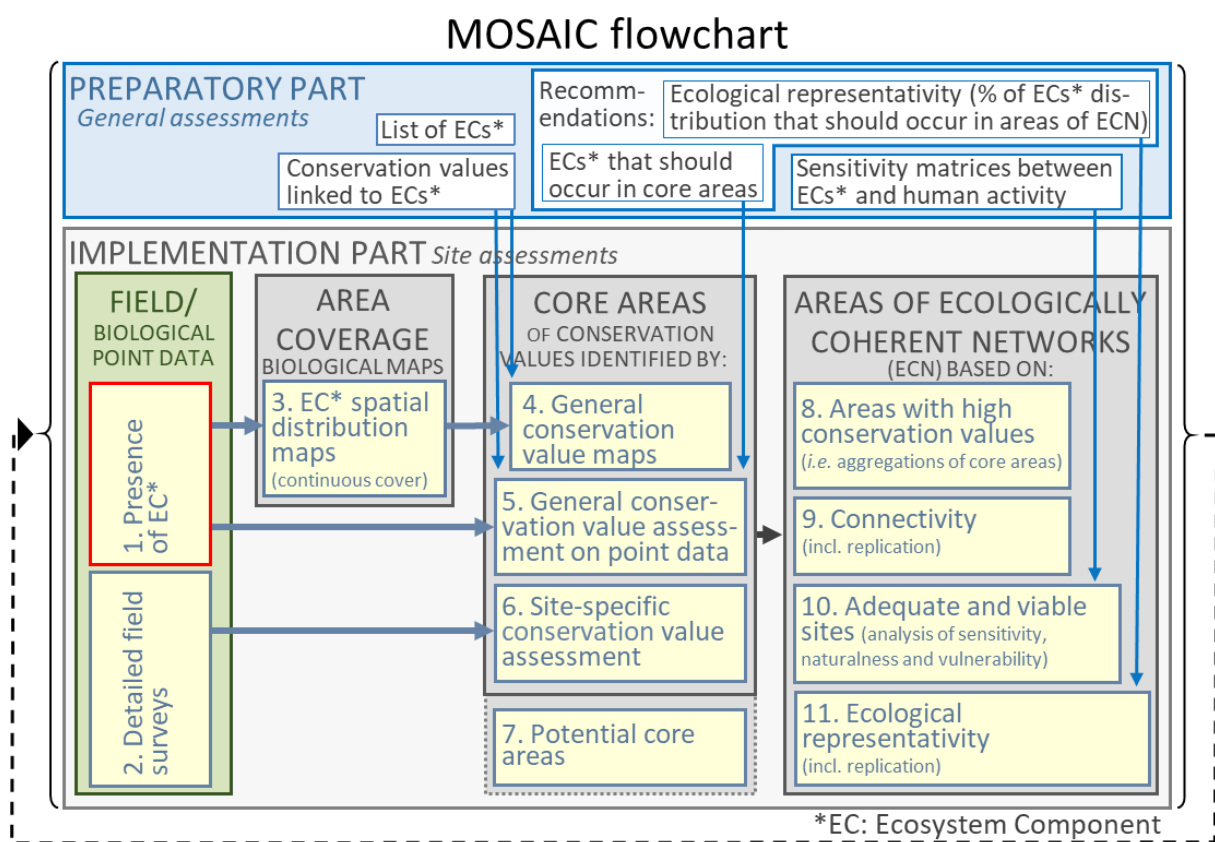 MOSAIC flowchart
PREPARATORY PART
General assessments
List of ECs*
Conservation values
linked to ECs*
Recomm-
endations:
Ecological representativity (% of ECs* dis-
tribution that should occur in areas of ECN)
ECs* that should
occur in core areas
Sensitivity matrices between
ECs* and human activity
IMPLEMENTATION PART Site assessments
FIELD/
BIOLOGICAL
POINT DATA
1. Presence
of EC*
2. Detailed field
surveys
AREA
COVERAGE
BIOLOGICAL MAPS
3. EC* spatial
distribution
maps
(continuous cover)
CORE AREAS
OF CONSERVATION
VALUES IDENTIFIED BY:
4. General
conservation
value maps
5. General conser-
vation value assess-
ment on point data
6. Site-specific
conservation value
assessment
7. Potential core
areas
AREAS OF ECOLOGICALLY
COHERENT NETWORKS
(ECN) BASED ON:
8. Areas with high
conservation values
(i.e. aggregations of core areas)
9. Connectivity
(incl. replication)
10. Adequate and viable
sites (analysis of sensitivity,
naturalness and vulnerability)
11. Ecological
representativity
(incl. replication)
*EC: Ecosystem Component